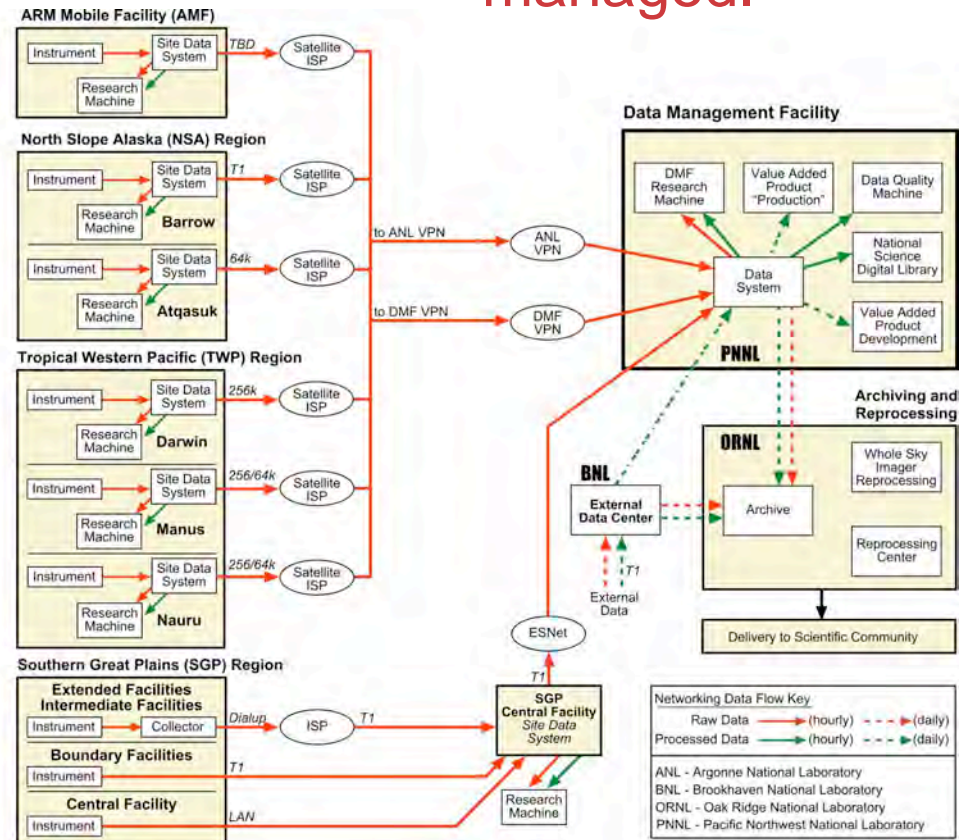 managed.
ARM Mobile Facility (AMF)
Instrument
Site Data
System
TBD
Satellite
ISP
Research
Machine
North Slope Alaska (NSA) Region
Instrument
Site Data
System
T1
Satellite
ISP
Research
Machine
Barrow
Instrument
Site Data
System
64k
Satellite
ISP
Research
Machine
Atqasuk
Tropical Western Pacific (TWP) Region
Instrument
Site Data
System
256k
Satellite
ISP
Research
Machine
Darwin
Instrument
Site Data
System
256/64k
Satellite
ISP
Research
Machine
Manus
Instrument
Site Data
System
256/64k
Satellite
ISP
Research
Machine
Nauru
Southern Great Plains (SGP) Region
Extended Facilities
Intermediate Facilities
Instrument
Collector
Dialup
ISP
T1
Boundary Facilities
Instrument
T1
Central Facility
Instrument
LAN
to ANL VPN
ANL
VPN
to DMF VPN
DMF
VPN
ESNet
T1
SGP
Central Facility
Site Data
System
Research
Machine
Data Management Facility
DMF
Research
Machine
Value Added
Product
"Production"
Data Quality
Machine
Data
System
National
Science
Digital Library
Value Added
Product
Development
PNNL
BNL
External
Data Center
T1
External
Data
Archiving and
Reprocessing
ORNL
Whole Sky
Imager
Reprocessing
Archive
Reprocessing
Center
Delivery to Scientific Community
Networking Data Flow Key
Raw Data (hourly) (daily)
Processed Data (hourly) (daily)
ANL - Argonne National Laboratory
BNL - Brookhaven National Laboratory
ORNL - Oak Ridge National Laboratory
PNNL - Pacific Northwest National Laboratory